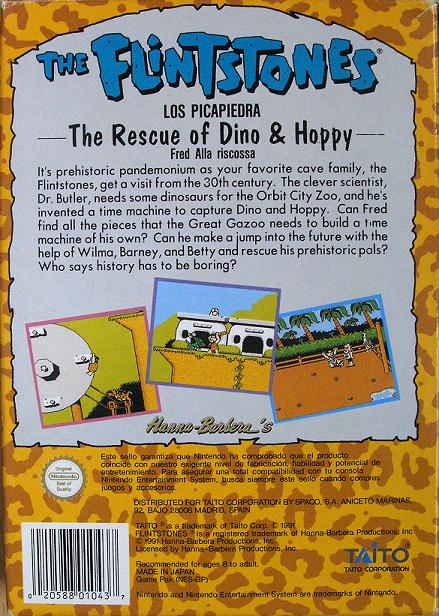 THE FLINTSTONES®
LOS PICAPIEDRA
The Rescue of Dino & Hoppy
Fred Alla riscossa
It's prehistoric pandemonium as your favorite cave family, the
Flintstones, get a visit from the 30th century. The clever scientist,
Dr. Butler, needs some dinosaurs for the Orbit City Zoo, and he's
invented a time machine to capture Dino and Hoppy. Can Fred
find all the pieces that the Great Gazoo needs to build a time
machine of his own? Can he make a jump into the future with the
help of Wilma, Barney, and Betty and rescue his prehistoric pals?
Who says history has to be boring?
Hanna-Barbera's
Original
Nintendo
Seal of
Quality
Este sello garantiza que Nintendo ha comprobado que el producto
coincide con nuestro exigente nivel de fabricación, fiabilidad y potencial de
entretenimiento. Para asegurar una total compatibilidad con tu consola
Nintendo Entertainment System, busca siempre este sello cuando compres
juegos y accesorios.
DISTRIBUTED FOR TAITO CORPORATION BY SPACO, S.A. ANICETO MARINAS,
92, BAJO 28008 MADRID, SPAIN
TAITO® is a trademark of Taito Corp. © 1991
FLINTSTONES® is a registered trademark of Hanna-Barbera Productions, Inc.
© 1991 Hanna-Barbera Productions, Inc.
Licensed by Hanna-Barbera Productions, Inc.
Recommended for ages 8 to adult.
MADE IN JAPAN
Game Pak (NES-GP)
TAITO
TAITO CORPORATION
Nintendo and Nintendo Entertainment System are trademarks of Nintendo.
0 20588 01043 7